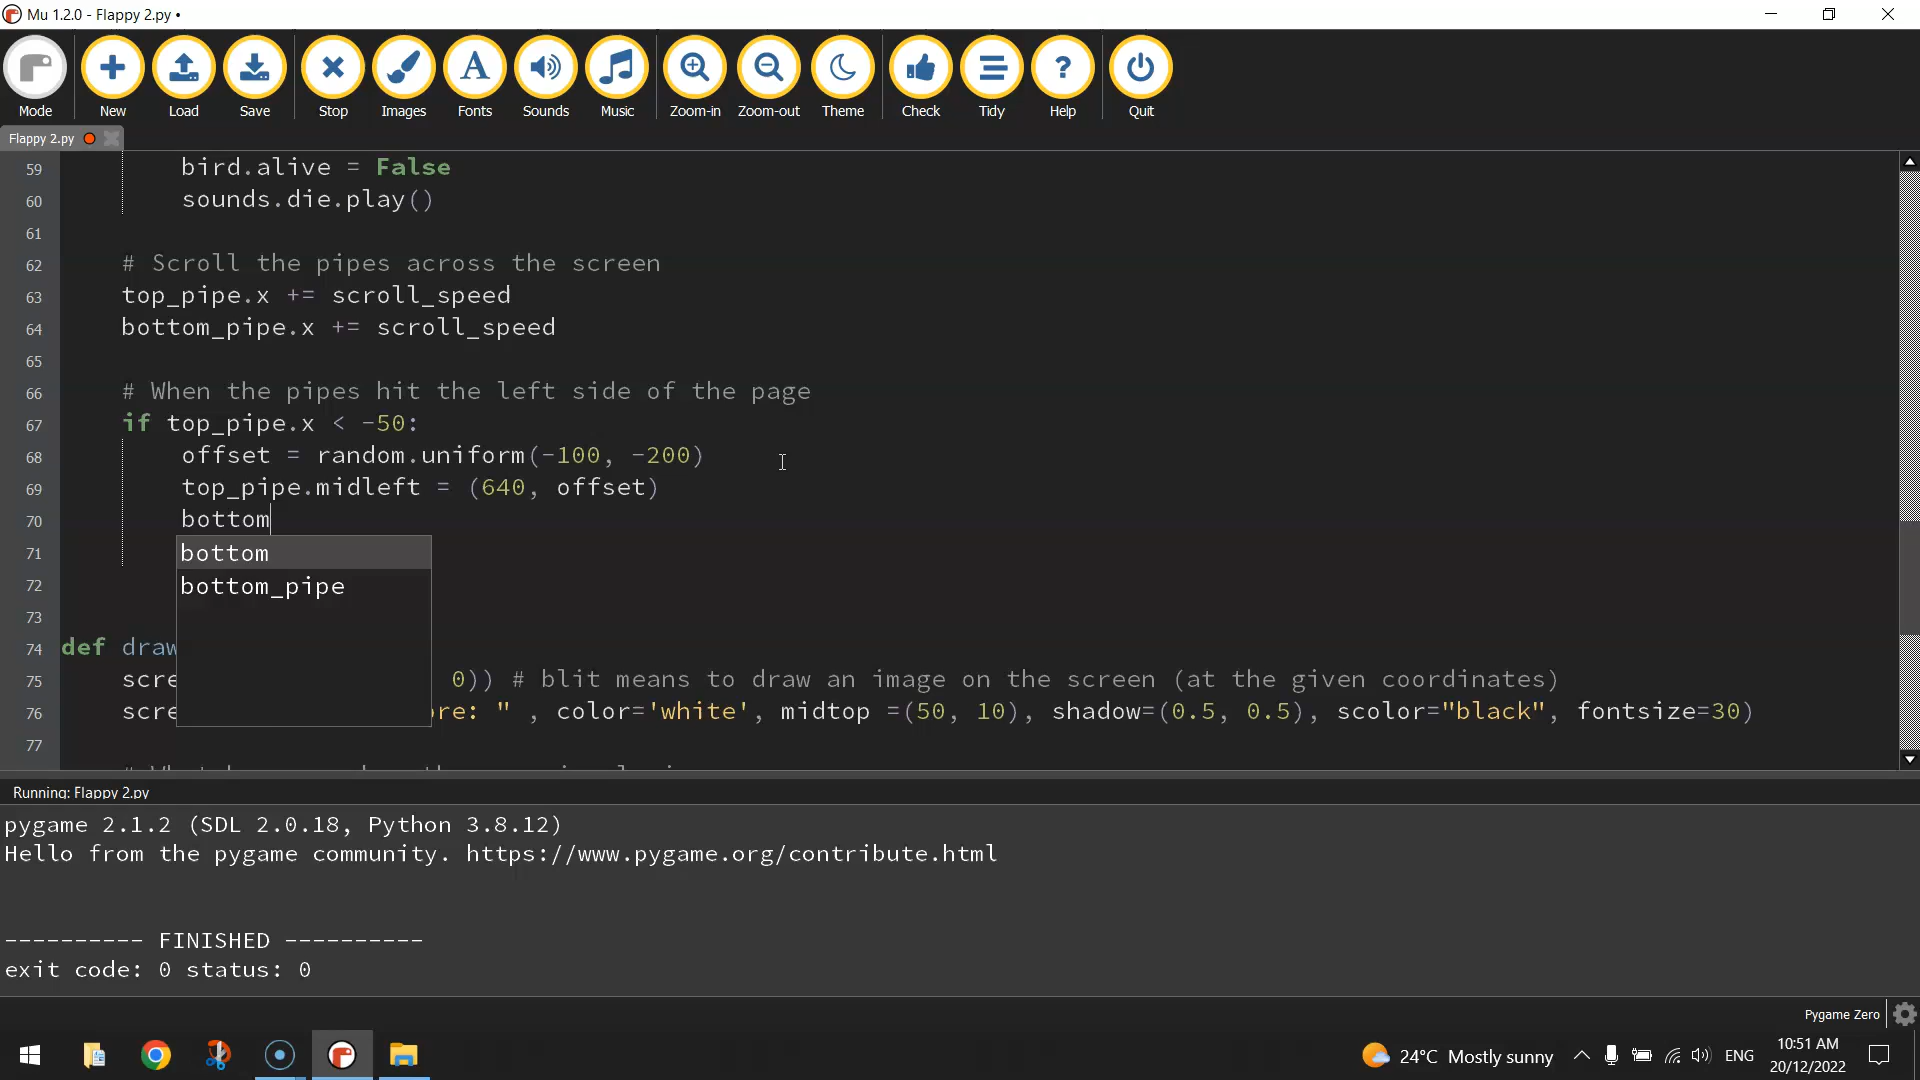 Mu 1.2.0 - Flappy 2.py •
Mode New Load Save Stop Images Fonts Sounds Music Zoom-in Zoom-out Theme Check Tidy Help Quit
Flappy 2.py
59 bird.alive = False
60 sounds.die.play()
61
62 # Scroll the pipes across the screen
63 top_pipe.x += scroll_speed
64 bottom_pipe.x += scroll_speed
65
66 # When the pipes hit the left side of the page
67 if top_pipe.x < -50:
68 offset = random.uniform(-100, -200)
69 top_pipe.midleft = (640, offset)
70 bottom
71 bottom
72 bottom_pipe
73
74 def draw
75 scre 0)) # blit means to draw an image on the screen (at the given coordinates)
76 scre ore: " , color='white', midtop =(50, 10), shadow=(0.5, 0.5), scolor="black", fontsize=30)
77
Running: Flappy 2.py
pygame 2.1.2 (SDL 2.0.18, Python 3.8.12)
Hello from the pygame community. https://www.pygame.org/contribute.html
---------- FINISHED ----------
exit code: 0 status: 0
Pygame Zero
24°C Mostly sunny ENG 10:51 AM
20/12/2022